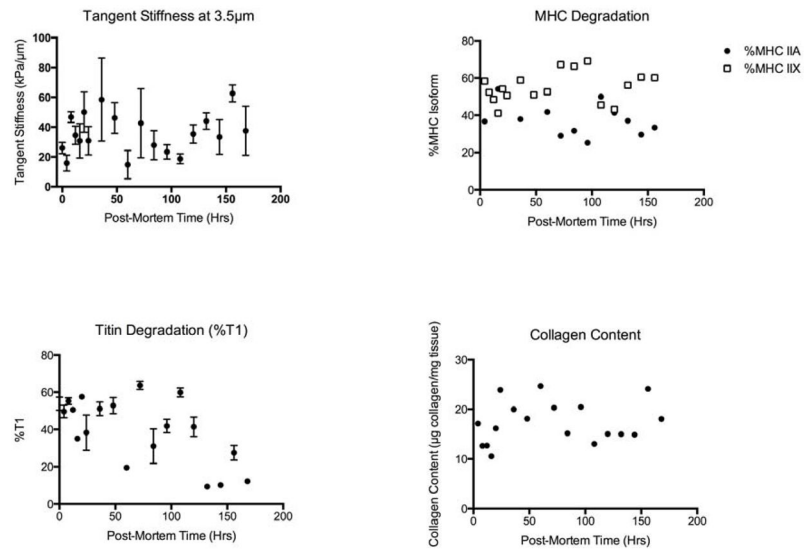 Tangent Stiffness at 3.5µm
Tangent Stiffness (kPa/µm)
100
80
60
40
20
0
0 50 100 150 200
Post-Mortem Time (Hrs)
MHC Degradation
%MHC Isoform
80
60
40
20
0
0 50 100 150 200
Post-Mortem Time (Hrs)
%MHC IIA
%MHC IIX
Titin Degradation (%T1)
%T1
80
60
40
20
0
0 50 100 150 200
Post-Mortem Time (Hrs)
Collagen Content
Collagen Content (µg collagen/mg tissue)
30
20
10
0
0 50 100 150 200
Post-Mortem Time (Hrs)